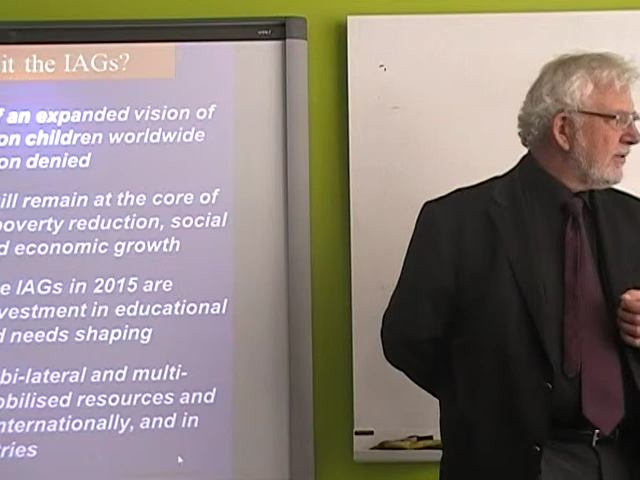 it the IAGs?
f an expanded vision of
on children worldwide
on denied
ill remain at the core of
poverty reduction, social
d economic growth
e IAGs in 2015 are
vestment in educational
d needs shaping
bi-lateral and multi-
obilised resources and
nternationally, and in
tries